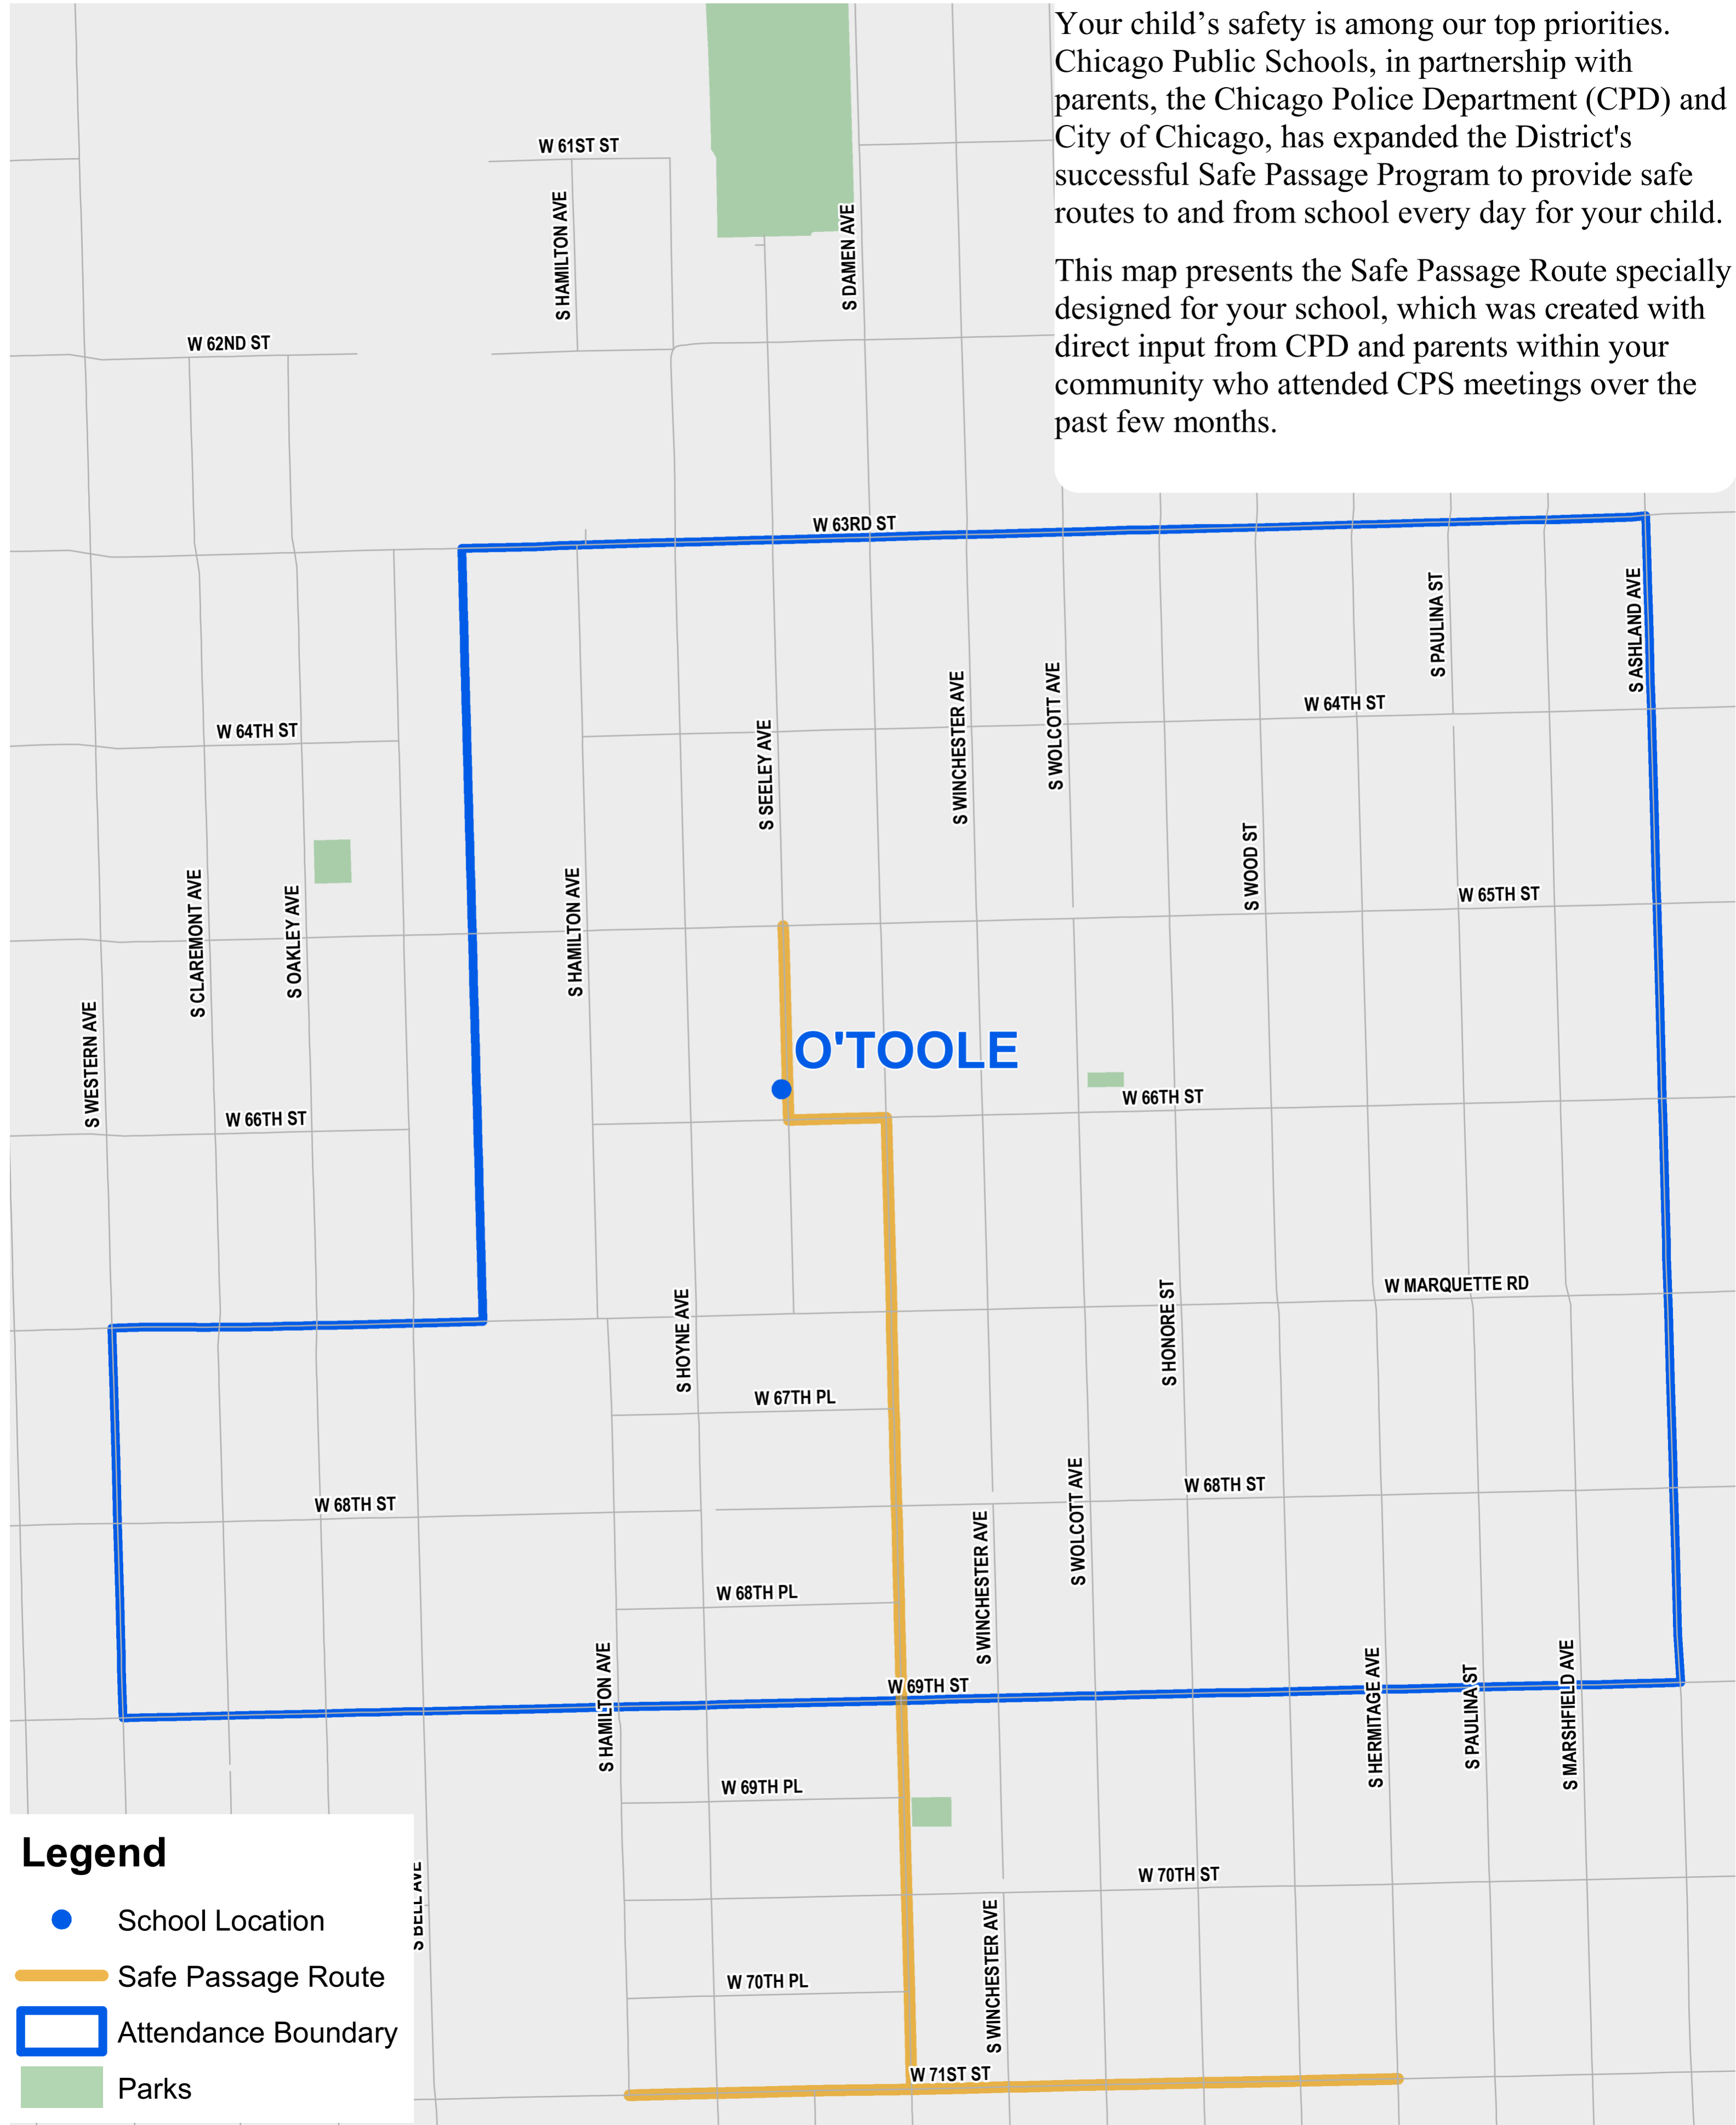 Your child’s safety is among our top priorities.
Chicago Public Schools, in partnership with
parents, the Chicago Police Department (CPD) and
City of Chicago, has expanded the District's
successful Safe Passage Program to provide safe
routes to and from school every day for your child.
This map presents the Safe Passage Route specially
designed for your school, which was created with
direct input from CPD and parents within your
community who attended CPS meetings over the
past few months.
W 61ST ST
S HAMILTON AVE
S DAMEN AVE
W 62ND ST
W 63RD ST
S PAULINA ST
S ASHLAND AVE
W 64TH ST
W 64TH ST
S SEELEY AVE
S WINCHESTER AVE
S WOLCOTT AVE
S WOOD ST
W 65TH ST
S CLAREMONT AVE
S OAKLEY AVE
S HAMILTON AVE
S WESTERN AVE
O'TOOLE
W 66TH ST
W 66TH ST
S HOYNE AVE
S HONORE ST
W MARQUETTE RD
W 67TH PL
W 68TH ST
W 68TH ST
S WINCHESTER AVE
S WOLCOTT AVE
W 68TH PL
S HAMILTON AVE
W 69TH ST
S HERMITAGE AVE
S PAULINA ST
S MARSHFIELD AVE
W 69TH PL
W 70TH ST
S BELL AVE
S WINCHESTER AVE
W 70TH PL
W 71ST ST
Legend
School Location
Safe Passage Route
Attendance Boundary
Parks